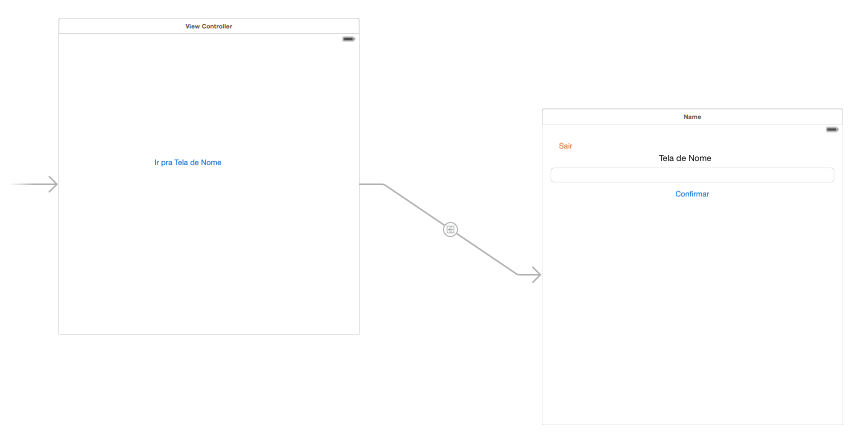 View Controller
Ir pra Tela de Nome
Name
Sair
Tela de Nome
Confirmar